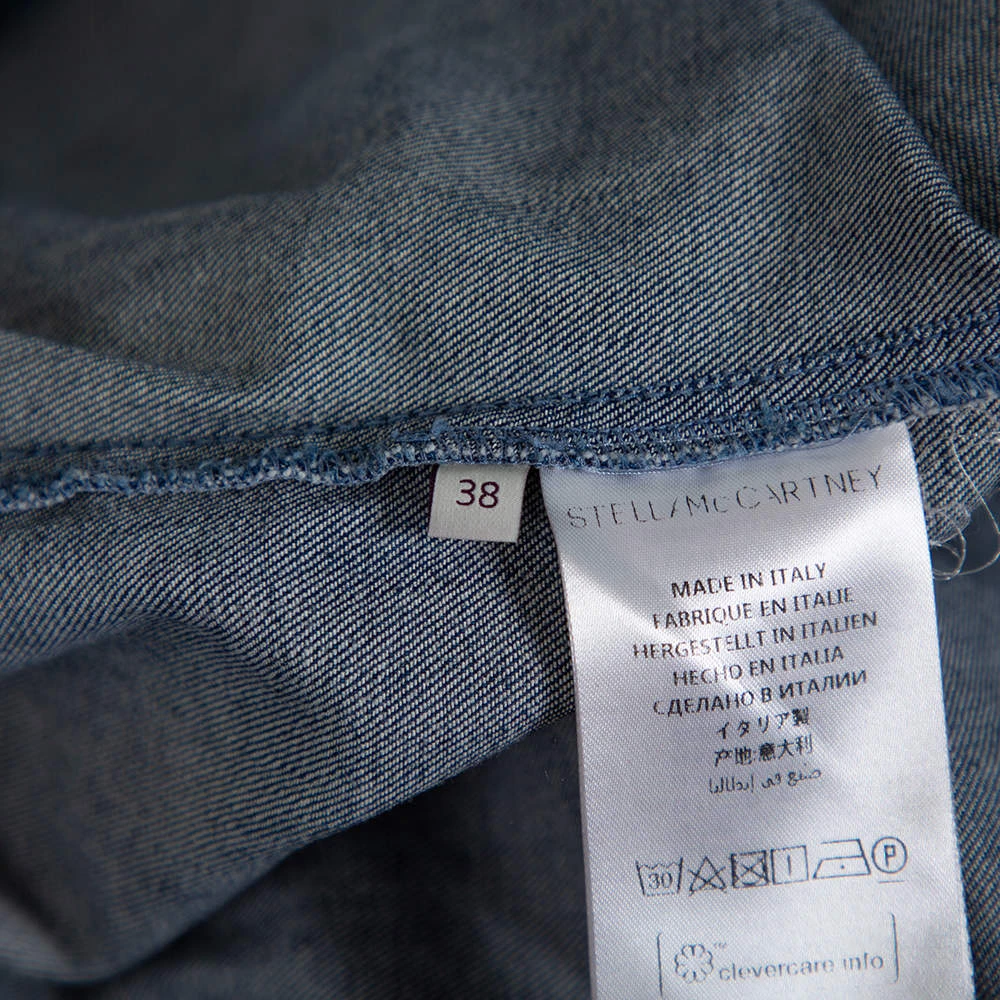 38
STELLA McCARTNEY
MADE IN ITALY
FABRIQUE EN ITALIE
HERGESTELLT IN ITALIEN
HECHO EN ITALIA
СДЕЛАНО В ИТАЛИИ
イタリア製
产地:意大利
صنع في إيطاليا
30
P
™
clevercare.info